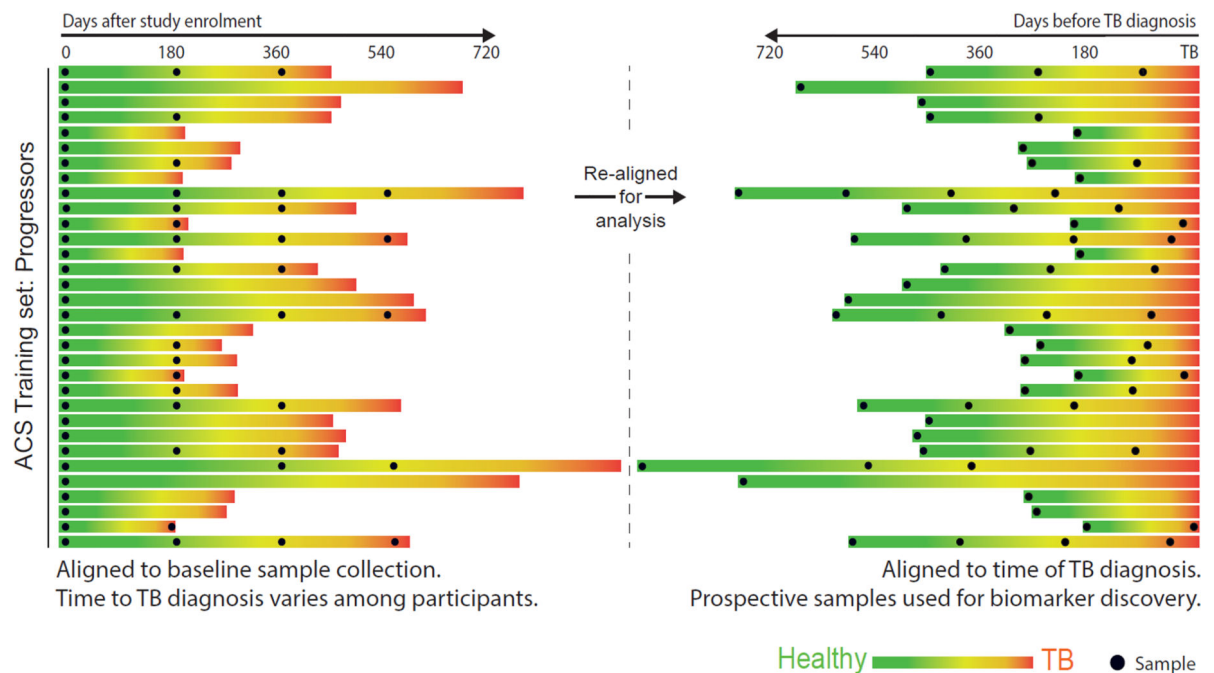 Days after study enrolment
0 180 360 540 720
Days before TB diagnosis
720 540 360 180 TB
ACS Training set: Progressors
Re-aligned
for
analysis
Aligned to baseline sample collection.
Time to TB diagnosis varies among participants.
Aligned to time of TB diagnosis.
Prospective samples used for biomarker discovery.
Healthy TB Sample